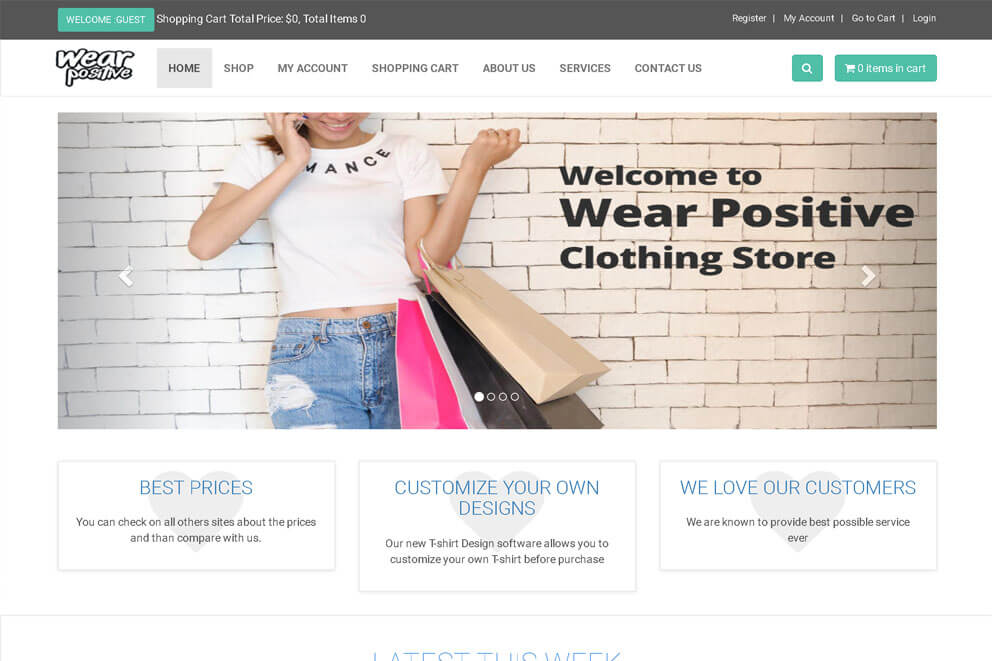 WELCOME :GUEST Shopping Cart Total Price: $0, Total Items 0
Register | My Account | Go to Cart | Login
Wear
Positive
HOME SHOP MY ACCOUNT SHOPPING CART ABOUT US SERVICES CONTACT US
0 items in cart
MANCE
Welcome to
Wear Positive
Clothing Store
BEST PRICES
You can check on all others sites about the prices
and than compare with us.
CUSTOMIZE YOUR OWN
DESIGNS
Our new T-shirt Design software allows you to
customize your own T-shirt before purchase
WE LOVE OUR CUSTOMERS
We are known to provide best possible service
ever
LATEST THIS WEEK